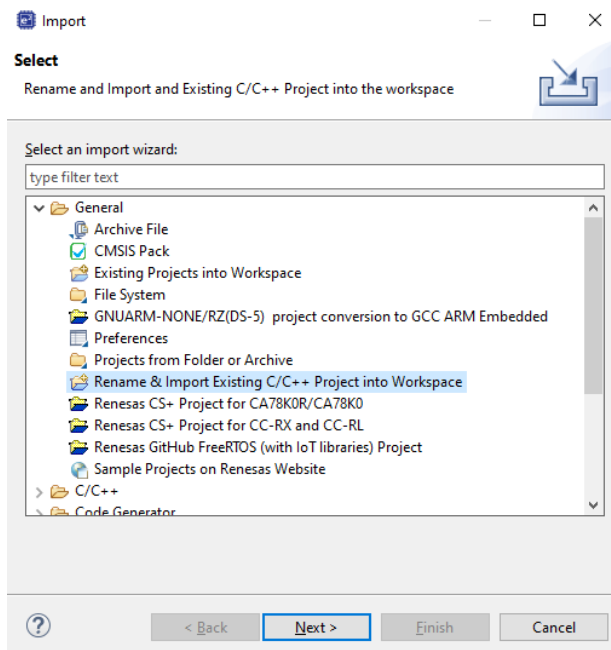 Import
Select
Rename and Import and Existing C/C++ Project into the workspace
Select an import wizard:
type filter text
General
Archive File
CMSIS Pack
Existing Projects into Workspace
File System
GNUARM-NONE/RZ(DS-5) project conversion to GCC ARM Embedded
Preferences
Projects from Folder or Archive
Rename & Import Existing C/C++ Project into Workspace
Renesas CS+ Project for CA78K0R/CA78K0
Renesas CS+ Project for CC-RX and CC-RL
Renesas GitHub FreeRTOS (with IoT libraries) Project
Sample Projects on Renesas Website
C/C++
Code Generator
< Back Next > Finish Cancel